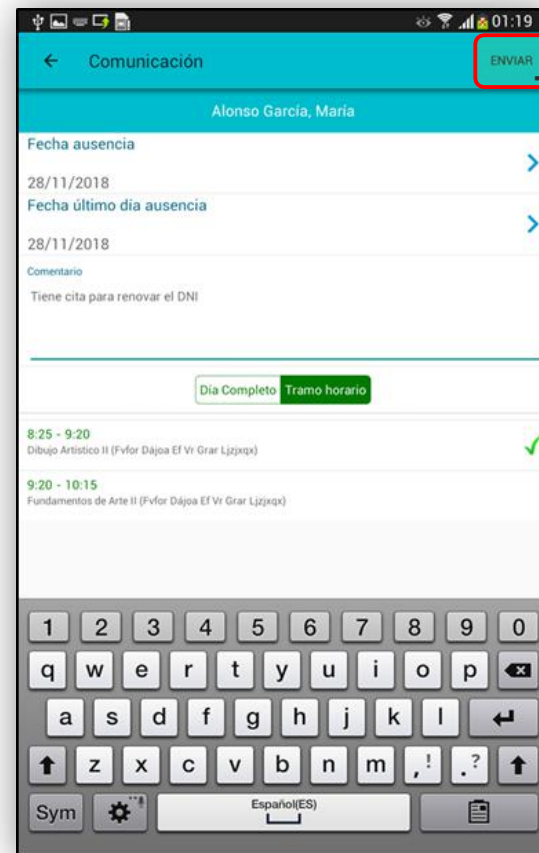 01:19
Comunicación
ENVIAR
Alonso García, María
Fecha ausencia
28/11/2018
Fecha último día ausencia
28/11/2018
Comentario
Tiene cita para renovar el DNI
Día Completo Tramo horario
8:25 - 9:20
Dibujo Artístico II (Fvfor Dájoa Ef Vr Grar Ljzjxqx)
9:20 - 10:15
Fundamentos de Arte II (Fvfor Dájoa Ef Vr Grar Ljzjxqx)
1 2 3 4 5 6 7 8 9 0
q w e r t y u i o p
a s d f g h j k l
z x c v b n m ,! .?
Sym Español(ES)